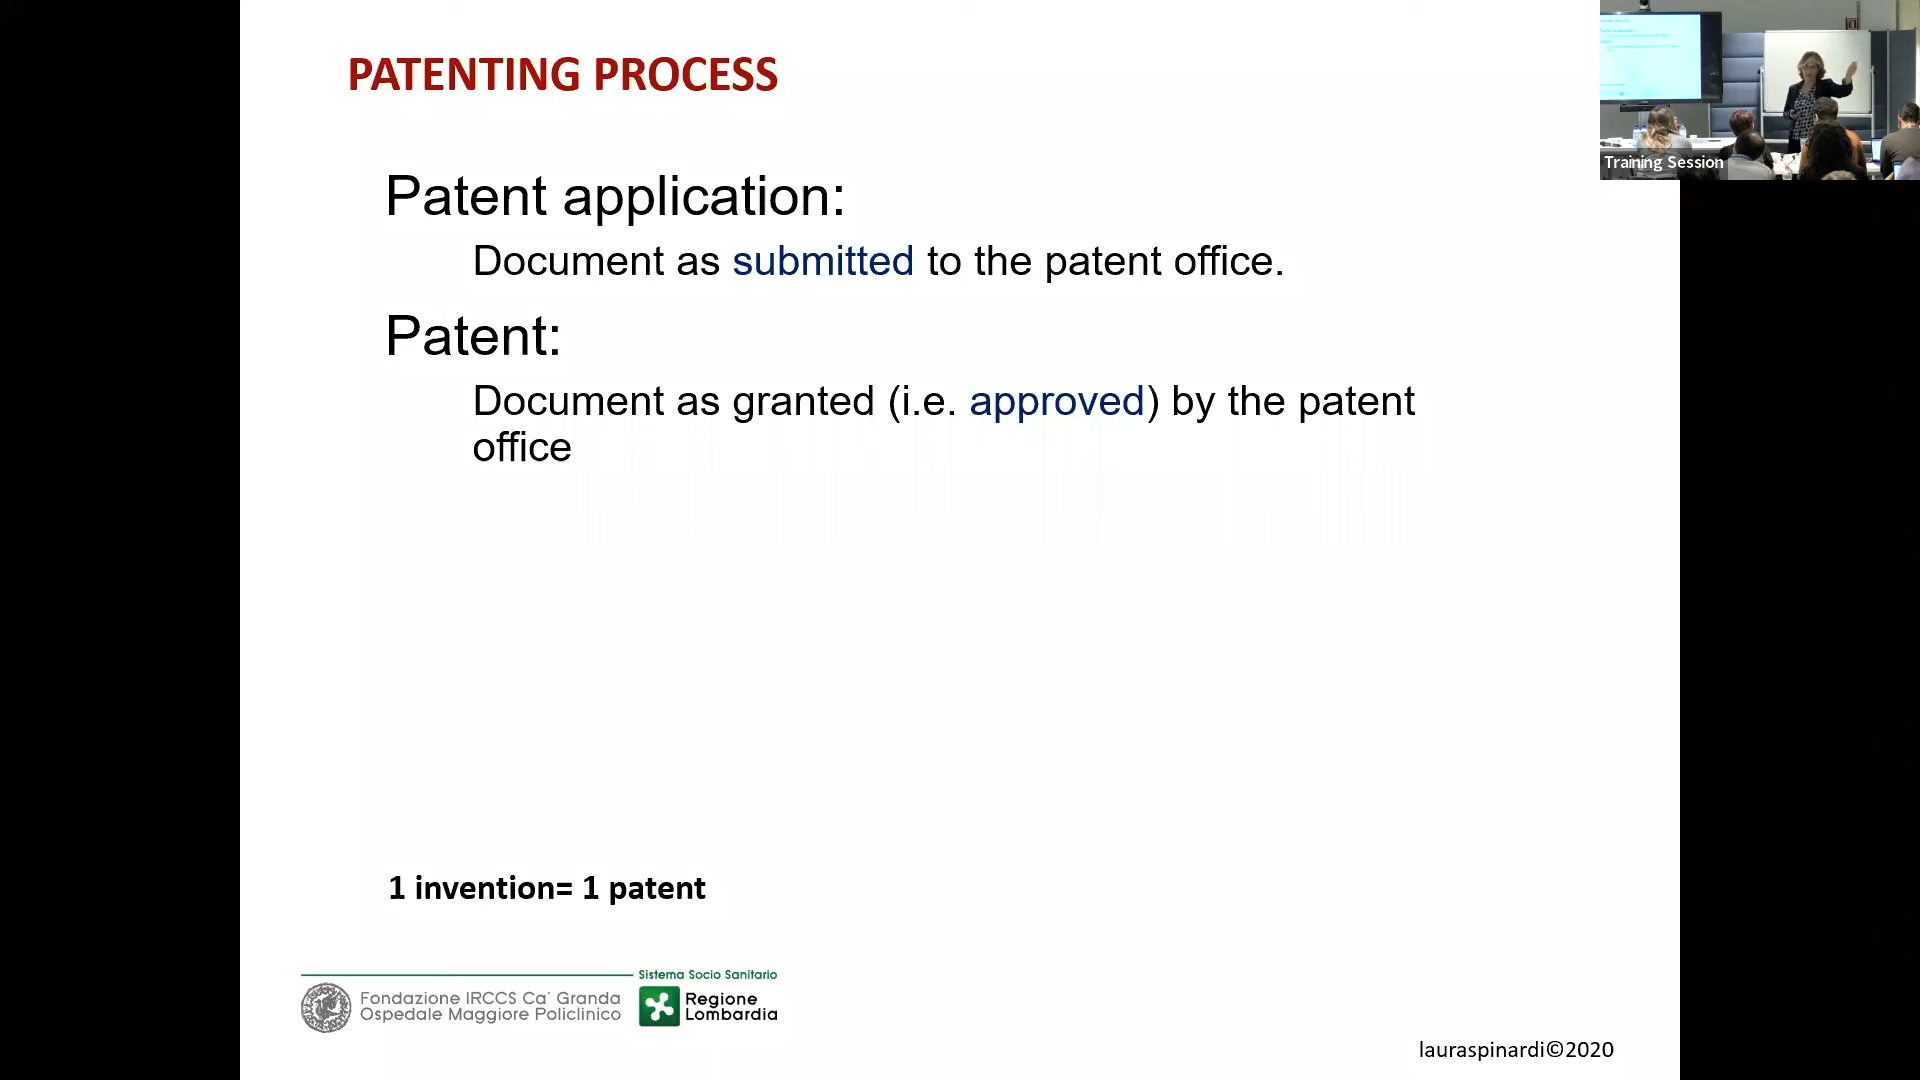 PATENTING PROCESS
Training Session
Patent application:
Document as submitted to the patent office.
Patent:
Document as granted (i.e. approved) by the patent
office
1 invention= 1 patent
Sistema Socio Sanitario
Fondazione IRCCS Ca' Granda
Ospedale Maggiore Policlinico
Regione
Lombardia
lauraspinardi©2020